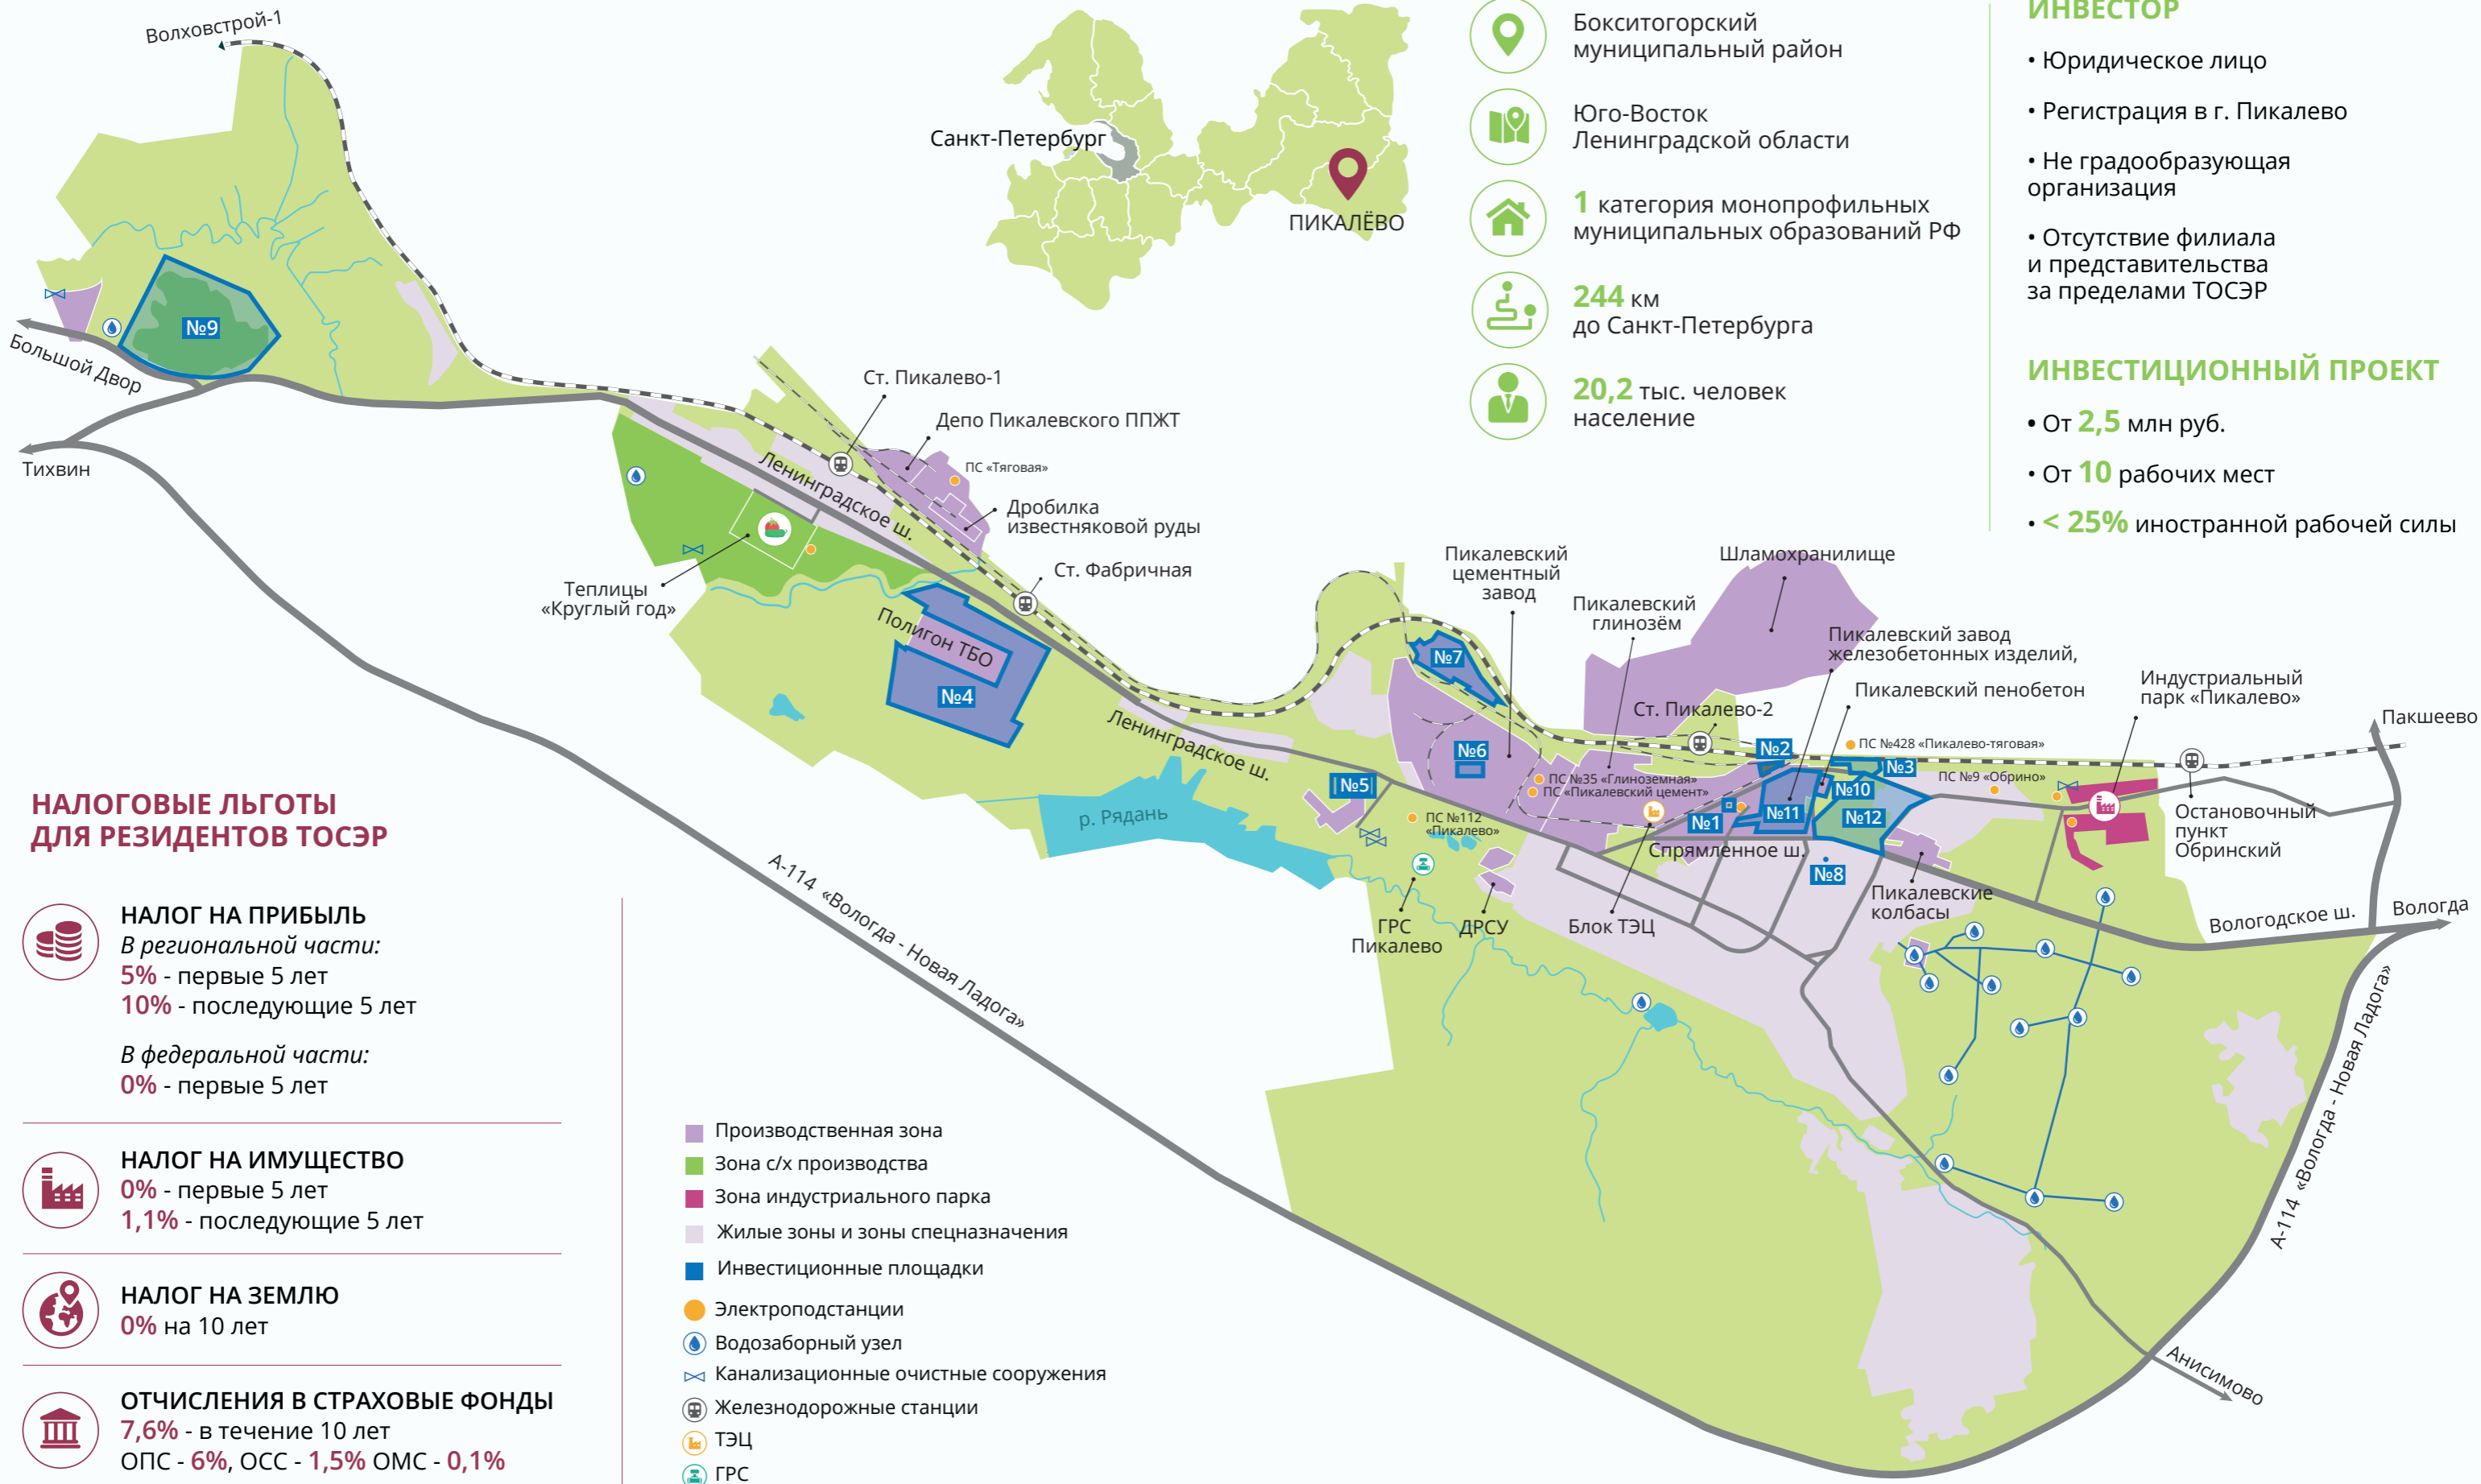 Волховстрой-1
Санкт-Петербург
ПИКАЛЁВО
Бокситогорский
муниципальный район
Юго-Восток
Ленинградской области
1 категория монопрофильных
муниципальных образований РФ
244 км
до Санкт-Петербурга
20,2 тыс. человек
население
ИНВЕСТОР
• Юридическое лицо
• Регистрация в г. Пикалево
• Не градообразующая
организация
• Отсутствие филиала
и представительства
за пределами ТОСЭР
ИНВЕСТИЦИОННЫЙ ПРОЕКТ
• От 2,5 млн руб.
• От 10 рабочих мест
• < 25% иностранной рабочей силы
№9
Большой Двор
Тихвин
Ст. Пикалево-1
Депо Пикалевского ППЖТ
ПС «Тяговая»
Дробилка
известняковой руды
Ленинградское ш.
Ст. Фабричная
Теплицы
«Круглый год»
Полигон ТБО
№4
Ленинградское ш.
Пикалевский
цементный
завод
Пикалевский
глинозём
Шламохранилище
Пикалевский завод
железобетонных изделий,
Пикалевский пенобетон
Индустриальный
парк «Пикалево»
Пакшеево
№7
Ст. Пикалево-2
№6
№2
ПС №428 «Пикалево-тяговая»
№3
ПС №35 «Глиноземная»
ПС «Пикалевский цемент»
ПС №9 «Обрино»
№5
№10
№11
№12
№1
ПС №112
«Пикалево»
р. Рядань
Спрямленное ш.
№8
Остановочный
пункт
Обринский
Пикалевские
колбасы
ГРС
Пикалево
ДРСУ
Блок ТЭЦ
Вологодское ш.
Вологда
А-114 «Вологда - Новая Ладога»
А-114 «Вологда - Новая Ладога»
Анисимово
НАЛОГОВЫЕ ЛЬГОТЫ
ДЛЯ РЕЗИДЕНТОВ ТОСЭР
НАЛОГ НА ПРИБЫЛЬ
В региональной части:
5% - первые 5 лет
10% - последующие 5 лет
В федеральной части:
0% - первые 5 лет
НАЛОГ НА ИМУЩЕСТВО
0% - первые 5 лет
1,1% - последующие 5 лет
НАЛОГ НА ЗЕМЛЮ
0% на 10 лет
ОТЧИСЛЕНИЯ В СТРАХОВЫЕ ФОНДЫ
7,6% - в течение 10 лет
ОПС - 6%, ОСС - 1,5% ОМС - 0,1%
Производственная зона
Зона с/х производства
Зона индустриального парка
Жилые зоны и зоны спецназначения
Инвестиционные площадки
Электроподстанции
Водозаборный узел
Канализационные очистные сооружения
Железнодорожные станции
ТЭЦ
ГРС